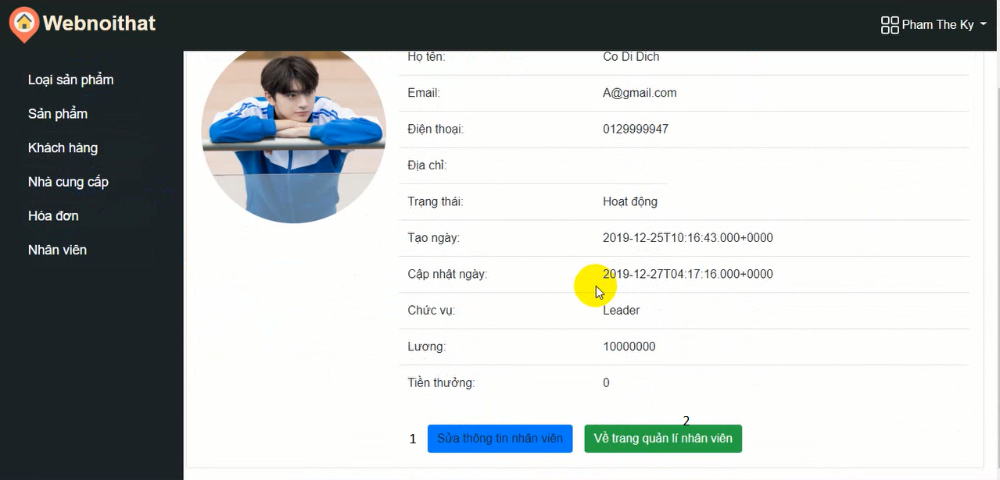 Webnoithat
Pham The Ky
Loại sản phẩm
Sản phẩm
Khách hàng
Nhà cung cấp
Hóa đơn
Nhân viên
Họ tên: Co Di Dich
Email: A@gmail.com
Điện thoại: 0129999947
Địa chỉ:
Trạng thái: Hoạt động
Tạo ngày: 2019-12-25T10:16:43.000+0000
Cập nhật ngày: 2019-12-27T04:17:16.000+0000
Chức vụ: Leader
Lương: 10000000
Tiền thưởng: 0
1 Sửa thông tin nhân viên
2
Về trang quản lí nhân viên